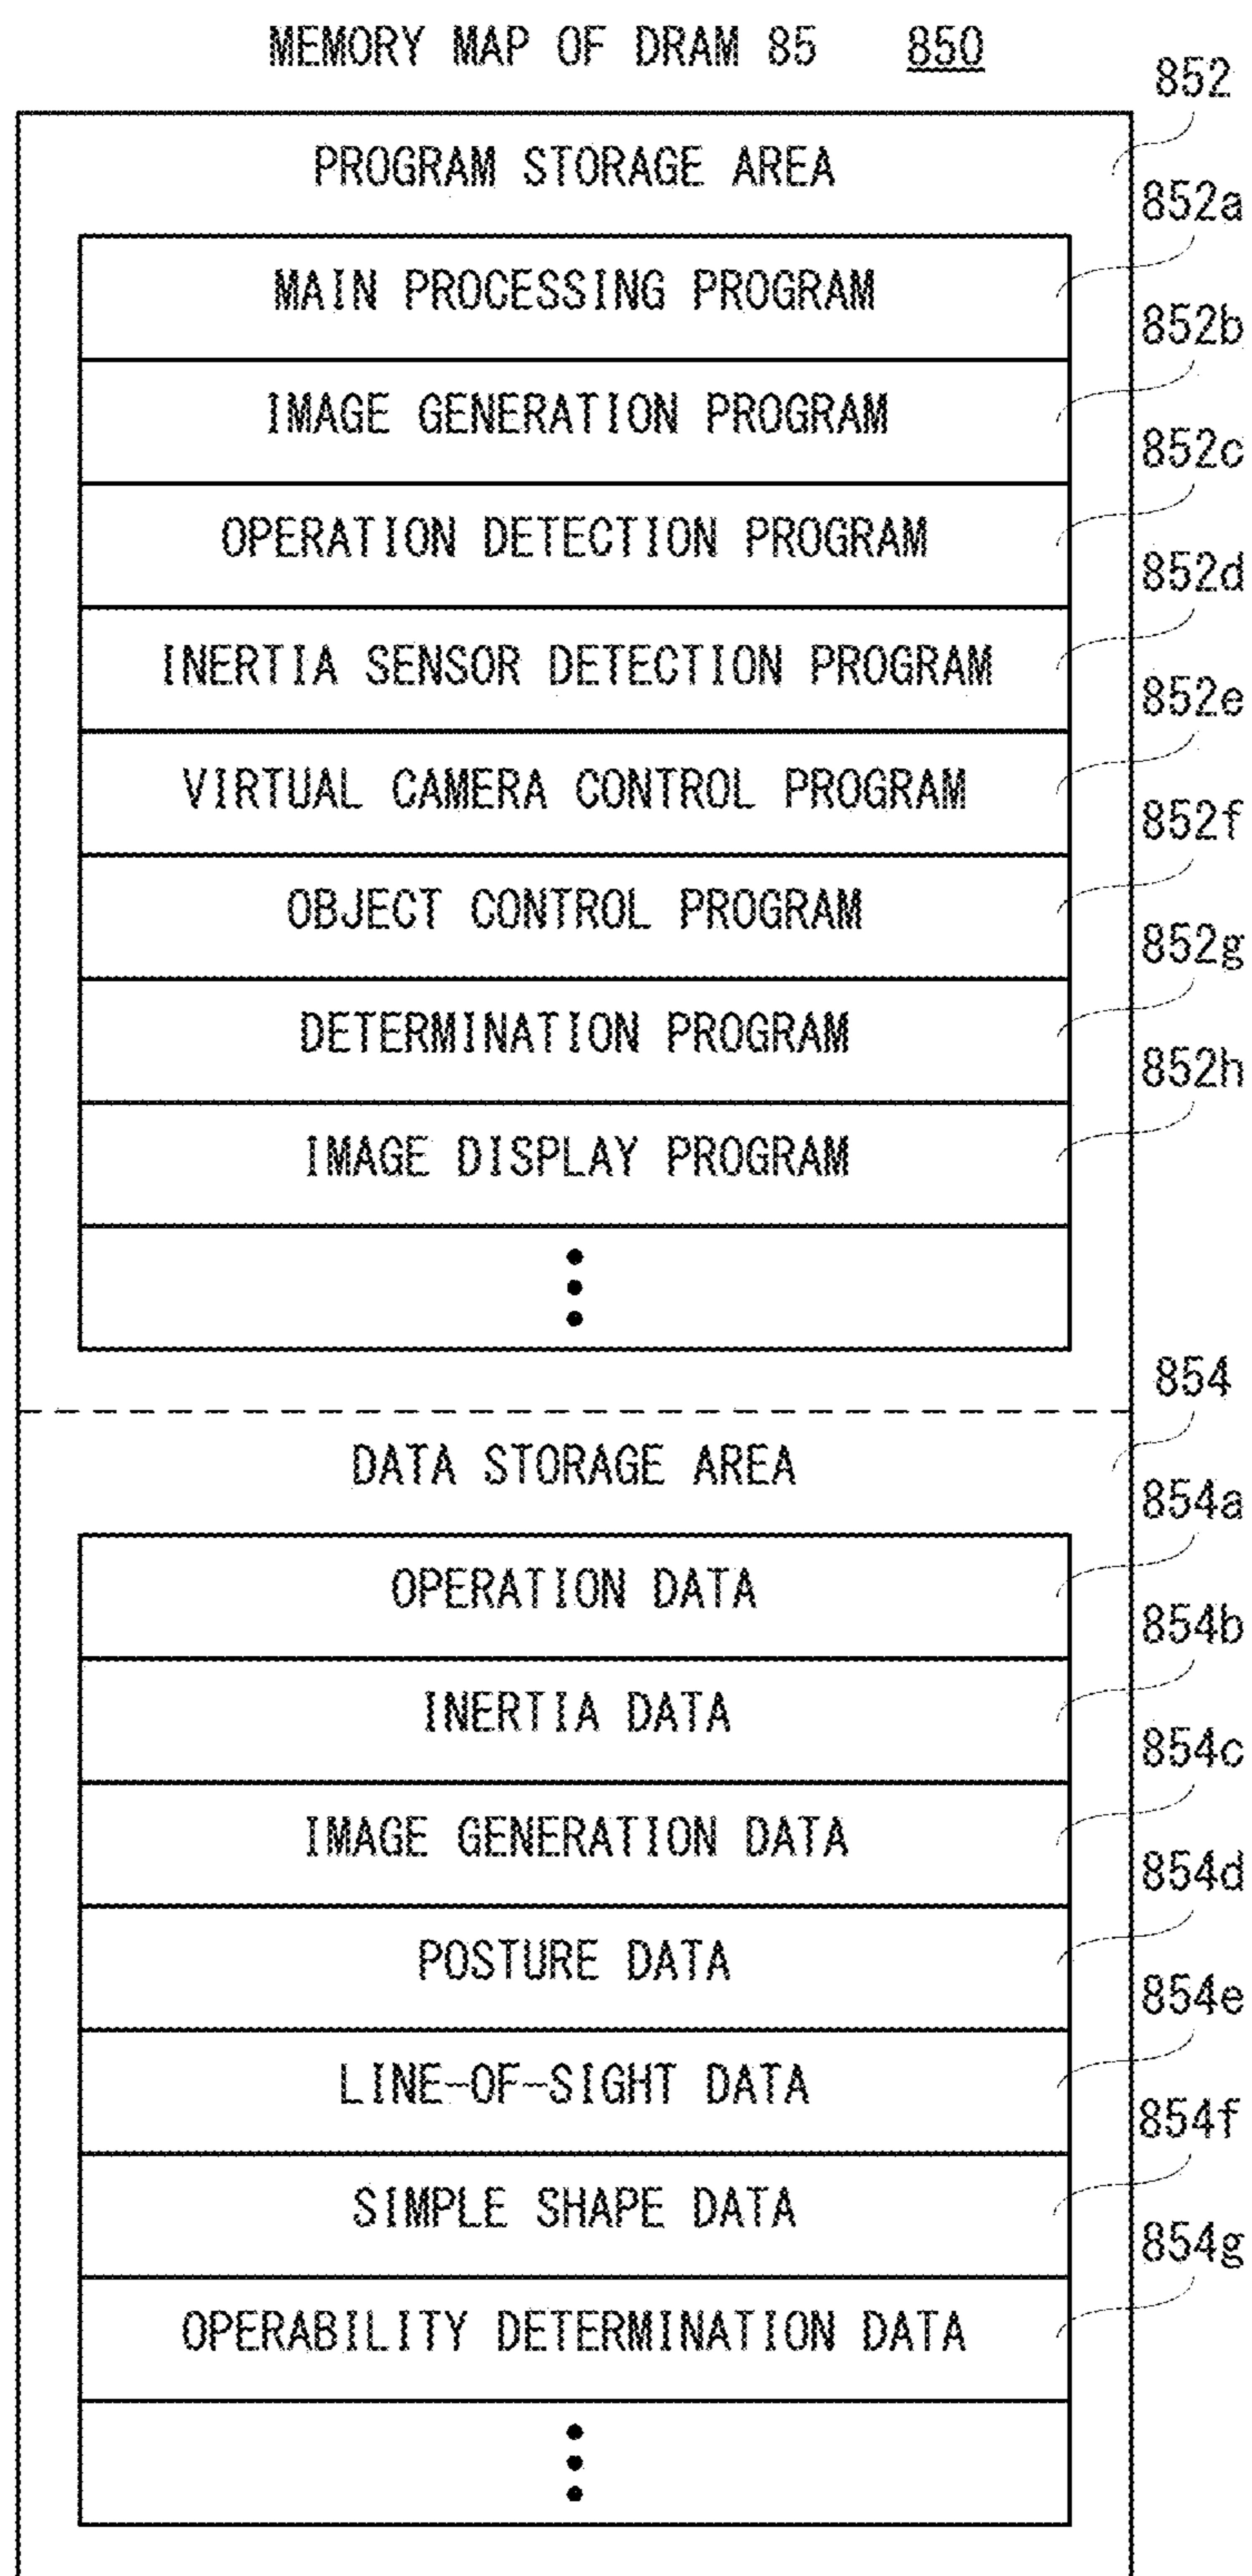 MEMORY MAP OF DRAM 85 850
852
PROGRAM STORAGE AREA
852a
MAIN PROCESSING PROGRAM
852b
IMAGE GENERATION PROGRAM
852c
OPERATION DETECTION PROGRAM
852d
INERTIA SENSOR DETECTION PROGRAM
852e
VIRTUAL CAMERA CONTROL PROGRAM
852f
OBJECT CONTROL PROGRAM
852g
DETERMINATION PROGRAM
852h
IMAGE DISPLAY PROGRAM
854
DATA STORAGE AREA
854a
OPERATION DATA
854b
INERTIA DATA
854c
IMAGE GENERATION DATA
854d
POSTURE DATA
854e
LINE-OF-SIGHT DATA
854f
SIMPLE SHAPE DATA
854g
OPERABILITY DETERMINATION DATA